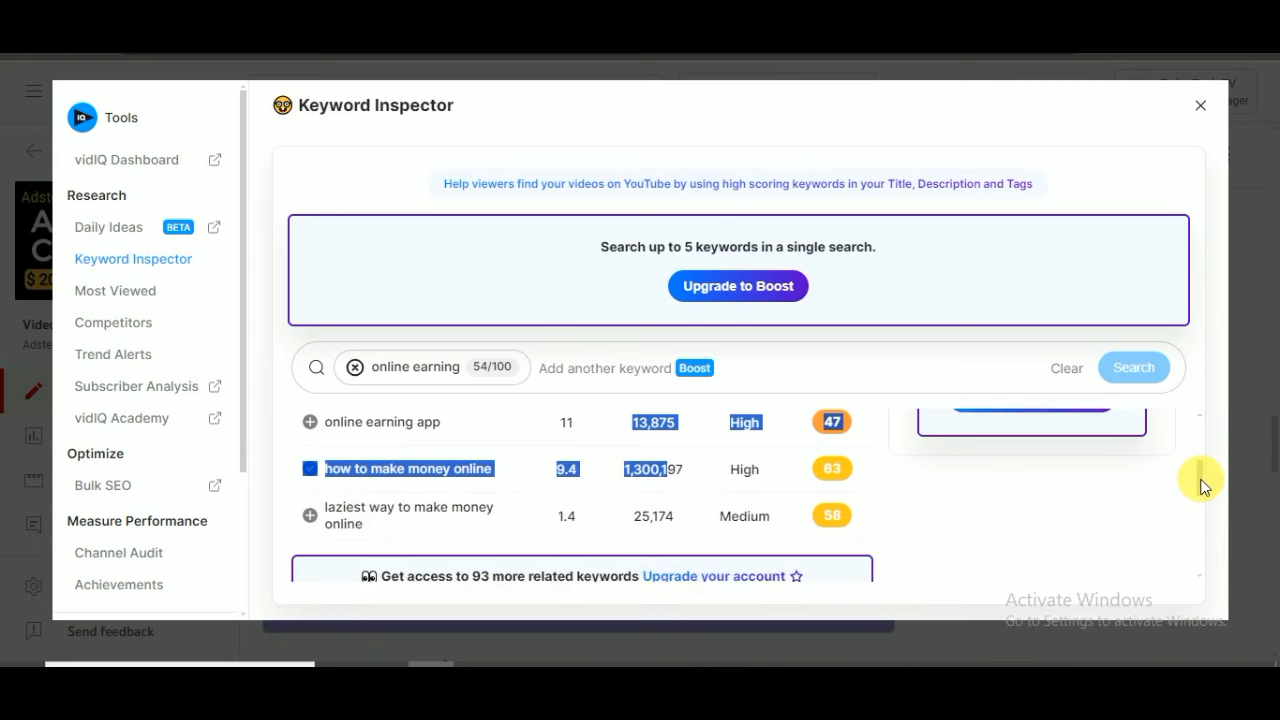 Keyword Inspector
IQ Tools
vidIQ Dashboard
Research
Daily Ideas BETA
Keyword Inspector
Most Viewed
Competitors
Trend Alerts
Subscriber Analysis
vidIQ Academy
Optimize
Bulk SEO
Measure Performance
Channel Audit
Achievements
Send feedback
Adst
A
C
$ 20
Video
Adste
ager
Help viewers find your videos on YouTube by using high scoring keywords in your Title, Description and Tags
Search up to 5 keywords in a single search.
Upgrade to Boost
online earning 54/100 Add another keyword Boost Clear Search
online earning app 11 13,875 High 47
how to make money online 9.4 1,300,197 High 63
laziest way to make money
online 1.4 25,174 Medium 58
Get access to 93 more related keywords Upgrade your account
Activate Windows
Go to Settings to activate Windows.